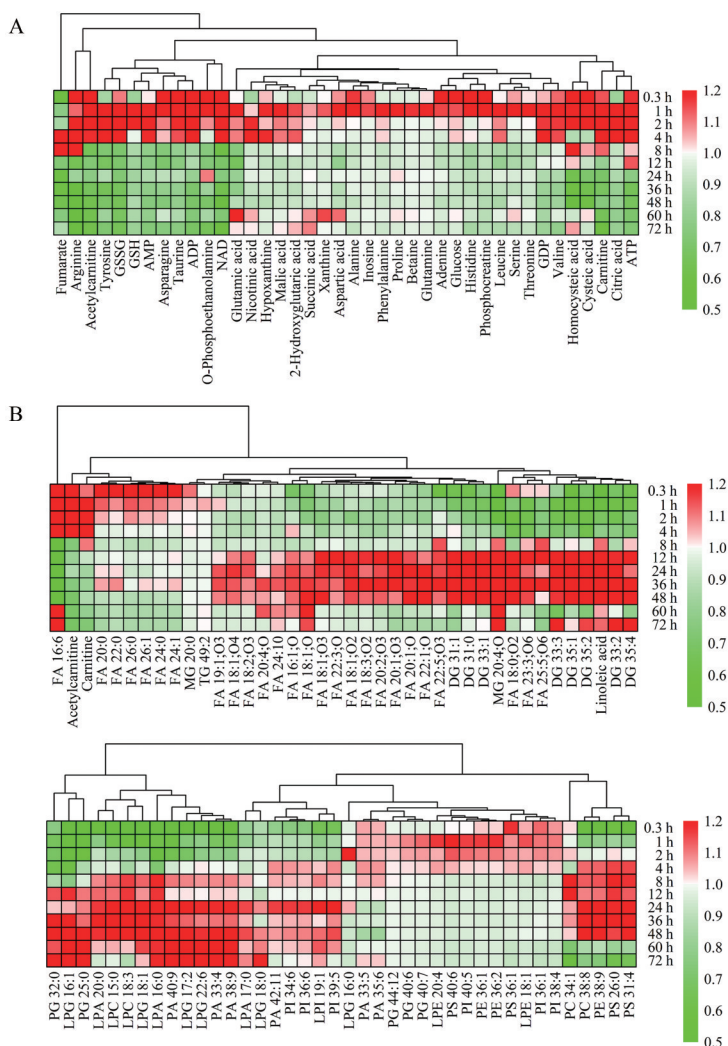 A
0.3 h
1 h
2 h
4 h
8 h
12 h
24 h
36 h
48 h
60 h
72 h
1.2
1.1
1.0
0.9
0.8
0.7
0.6
0.5
Fumarate
Arginine
Acetylcarnitine
Tyrosine
GSSG
GSH
AMP
Asparagine
Taurine
ADP
O-Phosphoethanolamine
NAD
Glutamic acid
Nicotinic acid
Hypoxanthine
Malic acid
2-Hydroxyglutaric acid
Succinic acid
Xanthine
Aspartic acid
Alanine
Inosine
Phenylalanine
Proline
Betaine
Glutamine
Adenine
Glucose
Histidine
Phosphocreatine
Leucine
Serine
Threonine
GDP
Valine
Homocysteic acid
Cysteic acid
Carnitine
Citric acid
ATP
B
0.3 h
1 h
2 h
4 h
8 h
12 h
24 h
36 h
48 h
60 h
72 h
1.2
1.1
1.0
0.9
0.8
0.7
0.6
0.5
FA 16:6
Acetylcarnitine
Carnitine
FA 20:0
FA 22:0
FA 26:0
FA 26:1
FA 24:0
FA 24:1
MG 20:0
TG 49:2
FA 19:1;O3
FA 18:1;O4
FA 18:2;O3
FA 20:4;O
FA 24:10
FA 16:1;O
FA 18:1;O
FA 18:1;O3
FA 22:3;O
FA 18:1;O2
FA 18:3;O2
FA 20:2;O3
FA 20:1;O3
FA 20:1;O
FA 22:1;O
FA 22:5;O3
DG 31:1
DG 31:0
DG 33:1
MG 20:4;O
FA 18:0;O2
FA 23:3;O6
FA 25:5;O6
DG 33:3
DG 35:1
DG 35:2
Linoleic acid
DG 33:2
DG 35:4
0.3 h
1 h
2 h
4 h
8 h
12 h
24 h
36 h
48 h
60 h
72 h
1.2
1.1
1.0
0.9
0.8
0.7
0.6
0.5
PG 32:0
LPG 16:1
PG 25:0
LPA 20:0
LPC 15:0
LPC 18:3
LPG 18:1
LPA 16:0
PA 40:9
LPG 17:2
LPG 22:6
PA 33:4
PA 38:9
LPA 17:0
LPG 18:0
PA 42:11
PI 34:6
PI 36:6
LPI 19:1
PI 39:5
LPG 16:0
PA 33:5
PA 35:6
PG 44:12
PG 40:6
PG 40:7
LPE 20:4
PS 40:6
PI 40:5
PE 36:1
PE 36:2
PS 36:1
LPE 18:1
PI 36:1
PI 38:4
PC 34:1
PC 38:8
PE 38:9
PS 26:0
PS 31:4